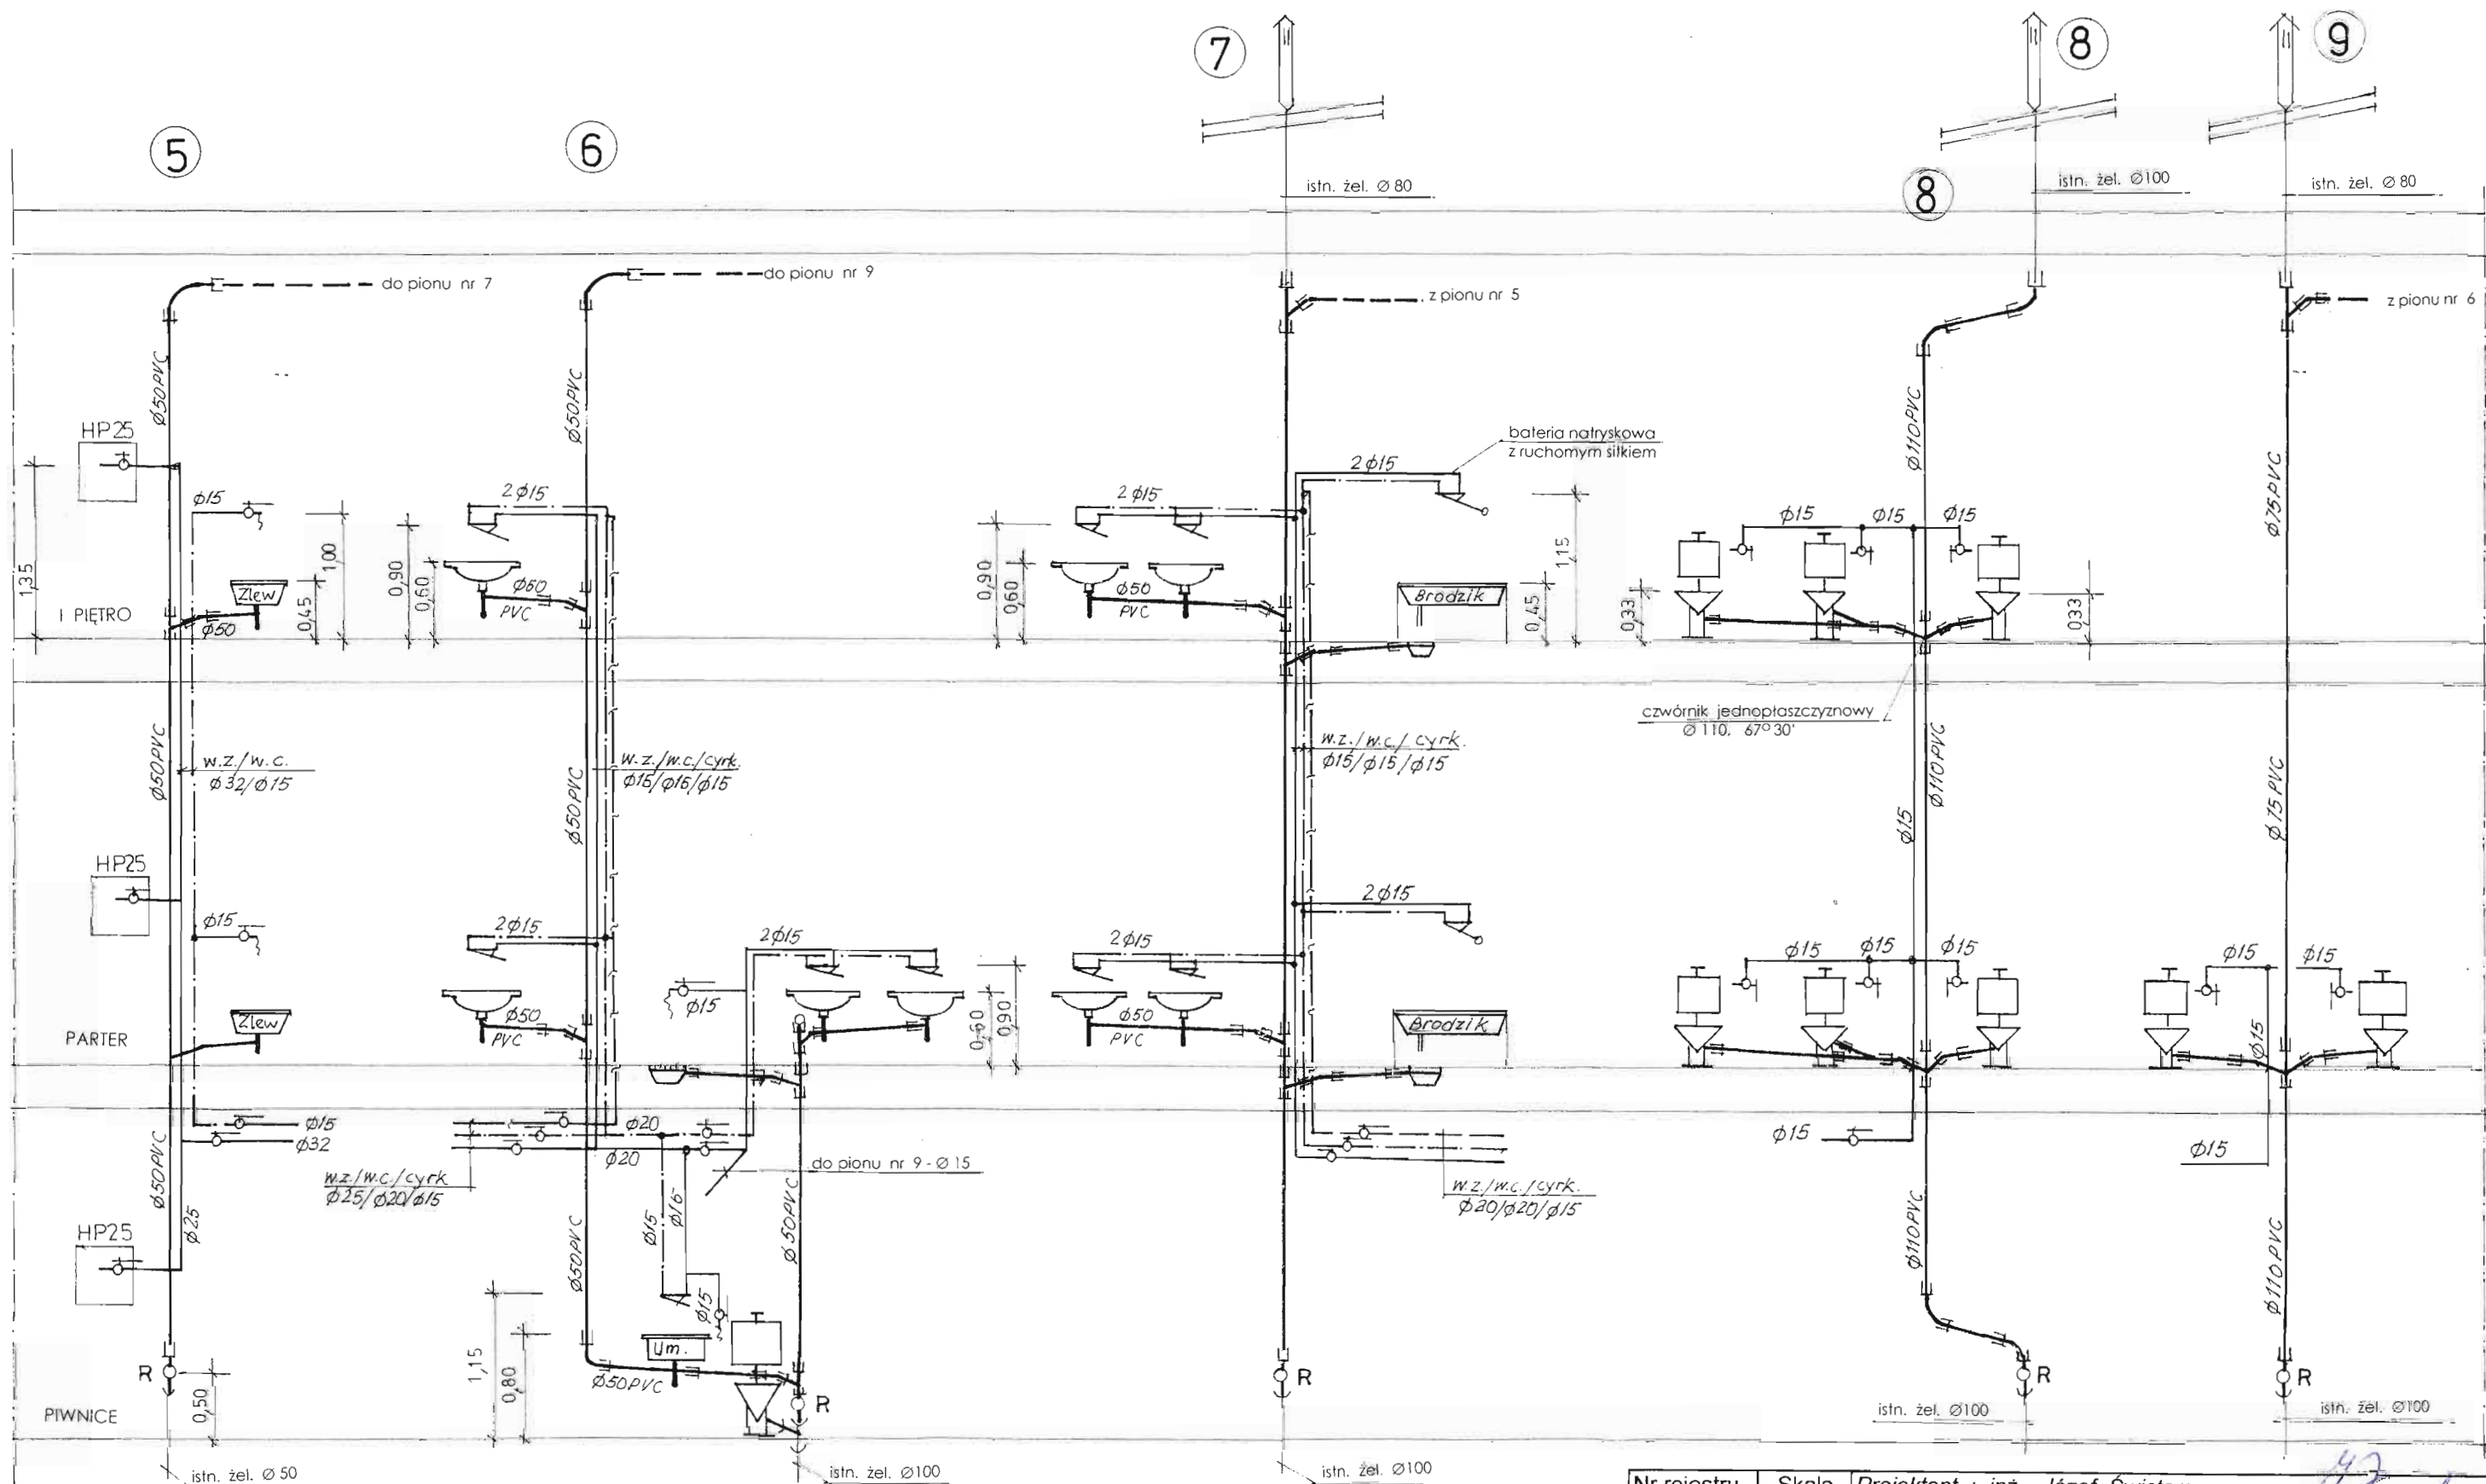 7
8
9
5
6
8
istn. żel. Ø 80
istn. żel. Ø100
istn. żel. Ø 80
do pionu nr 7
do pionu nr 9
z pionu nr 5
z pionu nr 6
Ø50PVC
Ø50PVC
Ø110PVC
Ø75PVC
HP25
bateria natryskowa
z ruchomym sitkiem
2Ø15
Ø15
2Ø15
2Ø15
Ø15
Ø15
Ø15
1,35
1,00
0,90
0,60
0,90
0,60
1,15
Zlew
0,45
Ø50
PVC
Ø50
PVC
Brodzik
0,45
0,33
0,33
I PIĘTRO
Ø50
czwórnik jednopłaszczyznowy
Ø 110, 67°30'
Ø50PVC
w.z./w.c.
Ø32/Ø15
Ø50PVC
w.z./w.c./cyrk.
Ø15/Ø15/Ø15
w.z./w.c./cyrk.
Ø15/Ø15/Ø15
Ø15
Ø110PVC
Ø75PVC
HP25
Ø15
2Ø15
2Ø15
2Ø15
2Ø15
Ø15
Ø15
Ø15
Ø15
Ø15
Ø15
Zlew
Ø50
PVC
0,60
0,90
Ø50
PVC
Brodzik
Ø15
PARTER
Ø15
Ø32
Ø20
Ø20
do pionu nr 9 - Ø 15
Ø15
Ø15
w.z./w.c./cyrk
Ø25/Ø20/Ø15
w.z./w.c./cyrk.
Ø20/Ø20/Ø15
Ø50PVC
Ø25
HP25
Ø50PVC
Ø15
Ø15
Ø50PVC
Ø110PVC
Ø110PVC
Ø15
1,15
0,80
Um.
Ø50PVC
R
R
R
R
R
0,50
PIWNICE
istn. żel. Ø100
istn. żel. Ø100
istn. żel. Ø 50
istn. żel. Ø100
istn. żel. Ø100